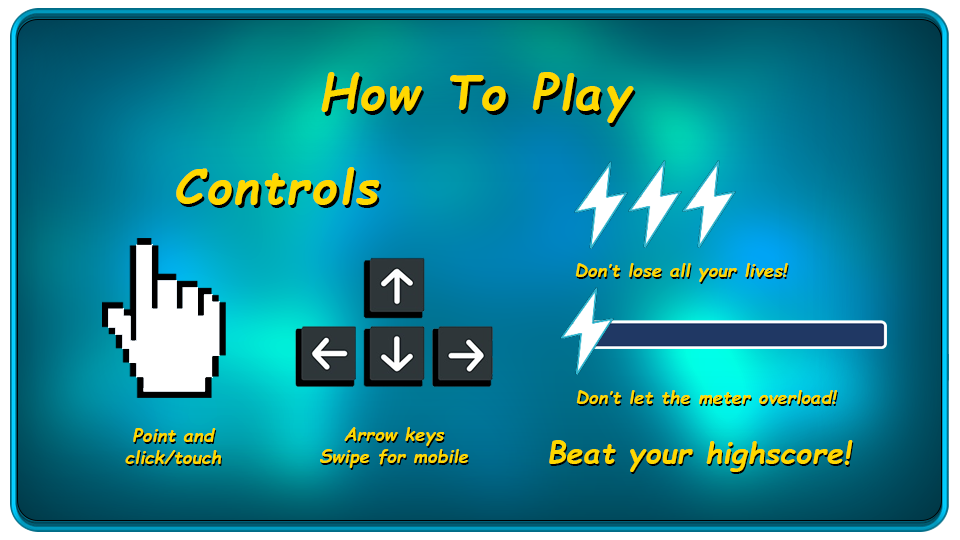 How To Play
Controls
Don't lose all your lives!
Point and
click/touch
Arrow keys
Swipe for mobile
Don't let the meter overload!
Beat your highscore!